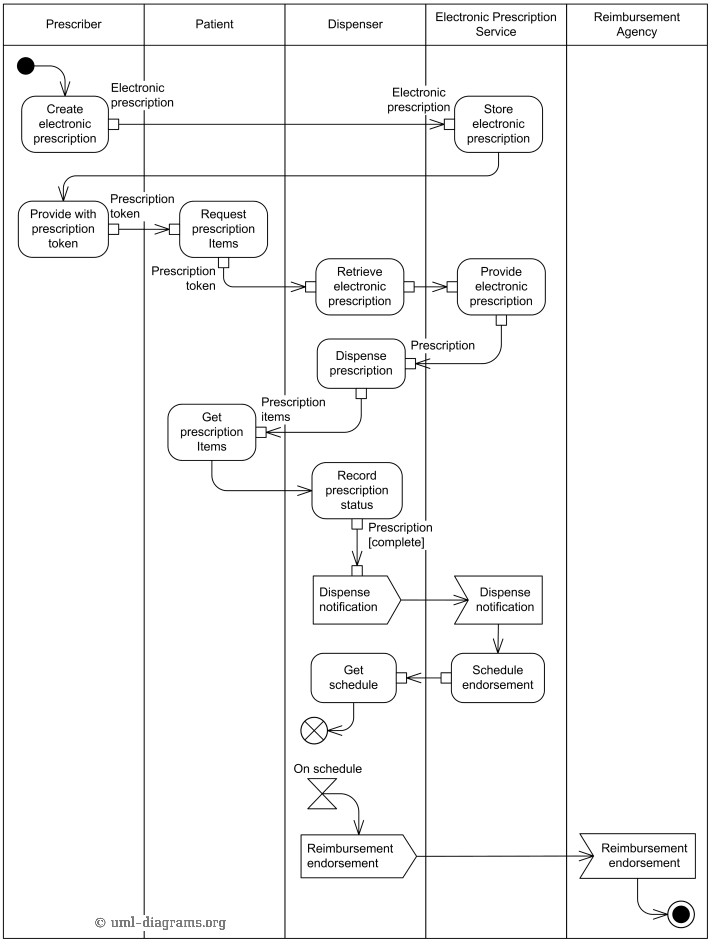 Prescriber
Patient
Dispenser
Electronic Prescription
Service
Reimbursement
Agency
Electronic
prescription
Electronic
prescription
Create
electronic
prescription
Store
electronic
prescription
Provide with
prescription
token
Prescription
token
Request
prescription
Items
Prescription
token
Retrieve
electronic
prescription
Provide
electronic
prescription
Prescription
Dispense
prescription
Prescription
items
Get
prescription
Items
Record
prescription
status
Prescription
[complete]
Dispense
notification
Dispense
notification
Get
schedule
Schedule
endorsement
On schedule
Reimbursement
endorsement
Reimbursement
endorsement
© uml-diagrams.org